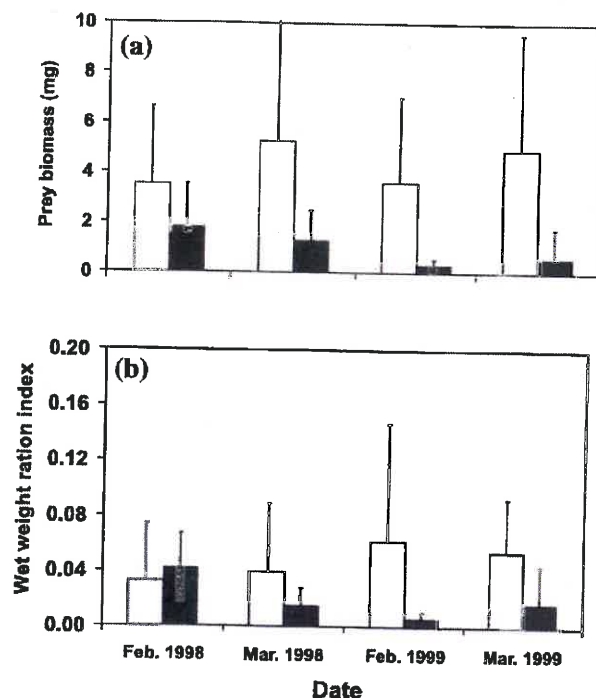 (a)
Prey biomass (mg)
10
8
6
4
2
0
(b)
Wet weight ration index
0.20
0.16
0.12
0.08
0.04
0.00
Feb. 1998
Mar. 1998
Feb. 1999
Mar. 1999
Date